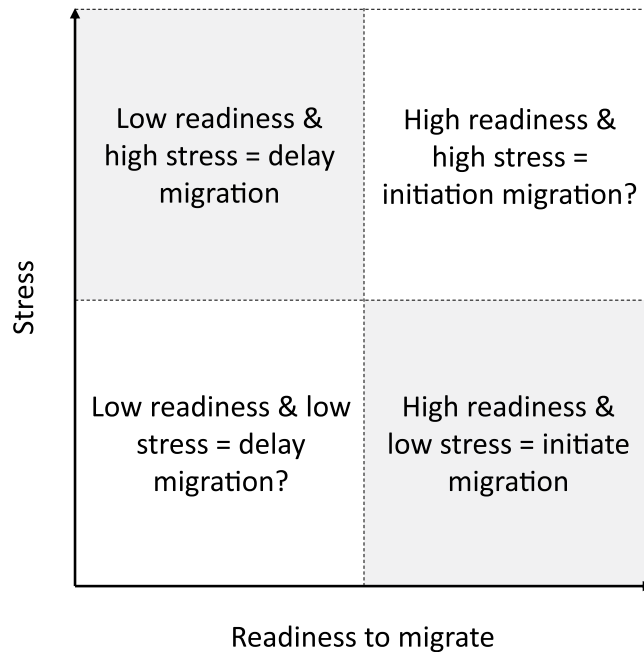 Low readiness &
high stress = delay
migration
High readiness &
high stress =
initiation migration?
Stress
Low readiness & low
stress = delay
migration?
High readiness &
low stress = initiate
migration
Readiness to migrate